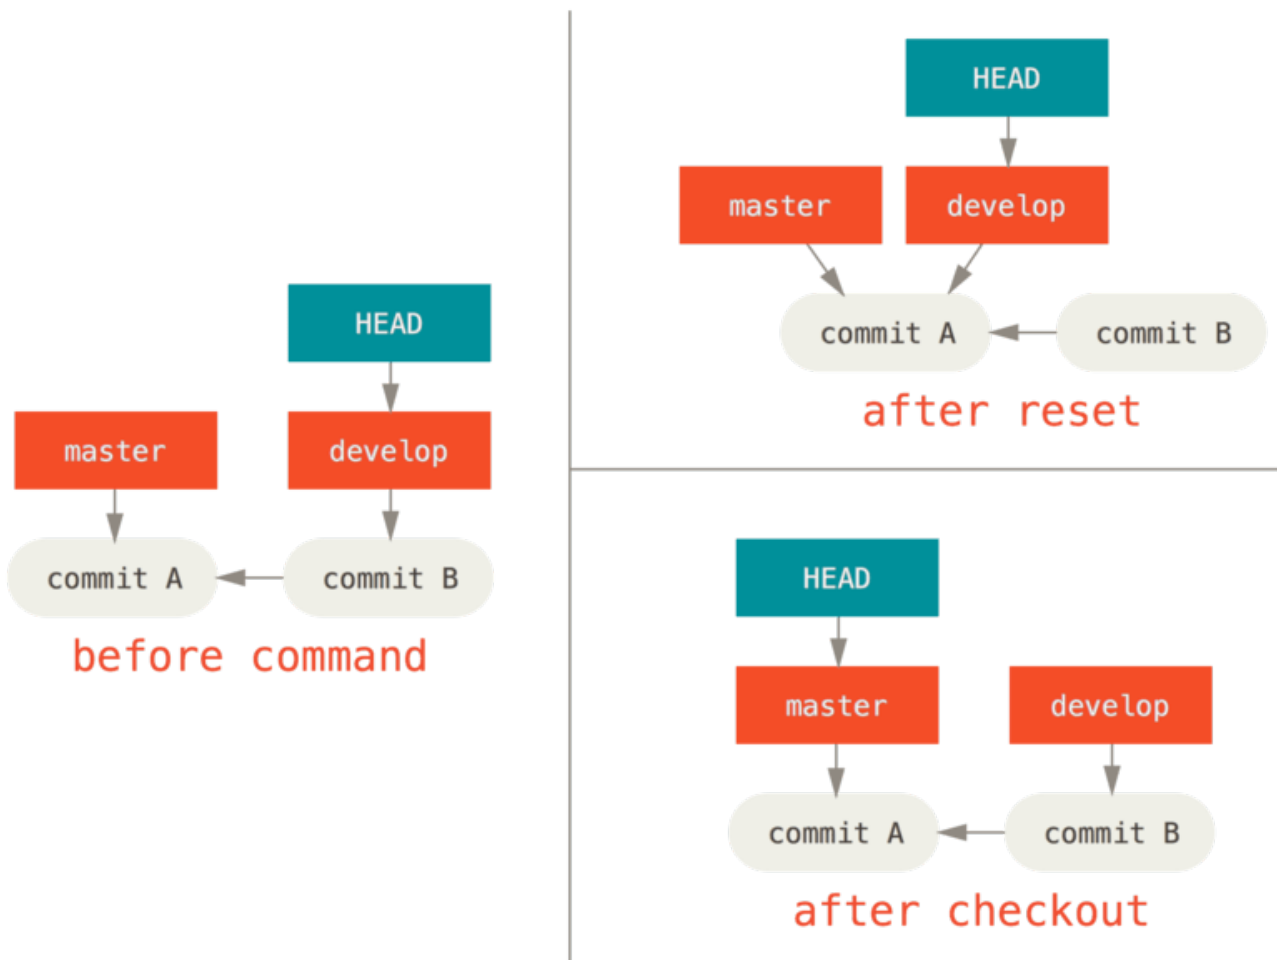 HEAD
master
develop
commit A
commit B
before command
HEAD
master
develop
commit A
commit B
after reset
HEAD
master
develop
commit A
commit B
after checkout